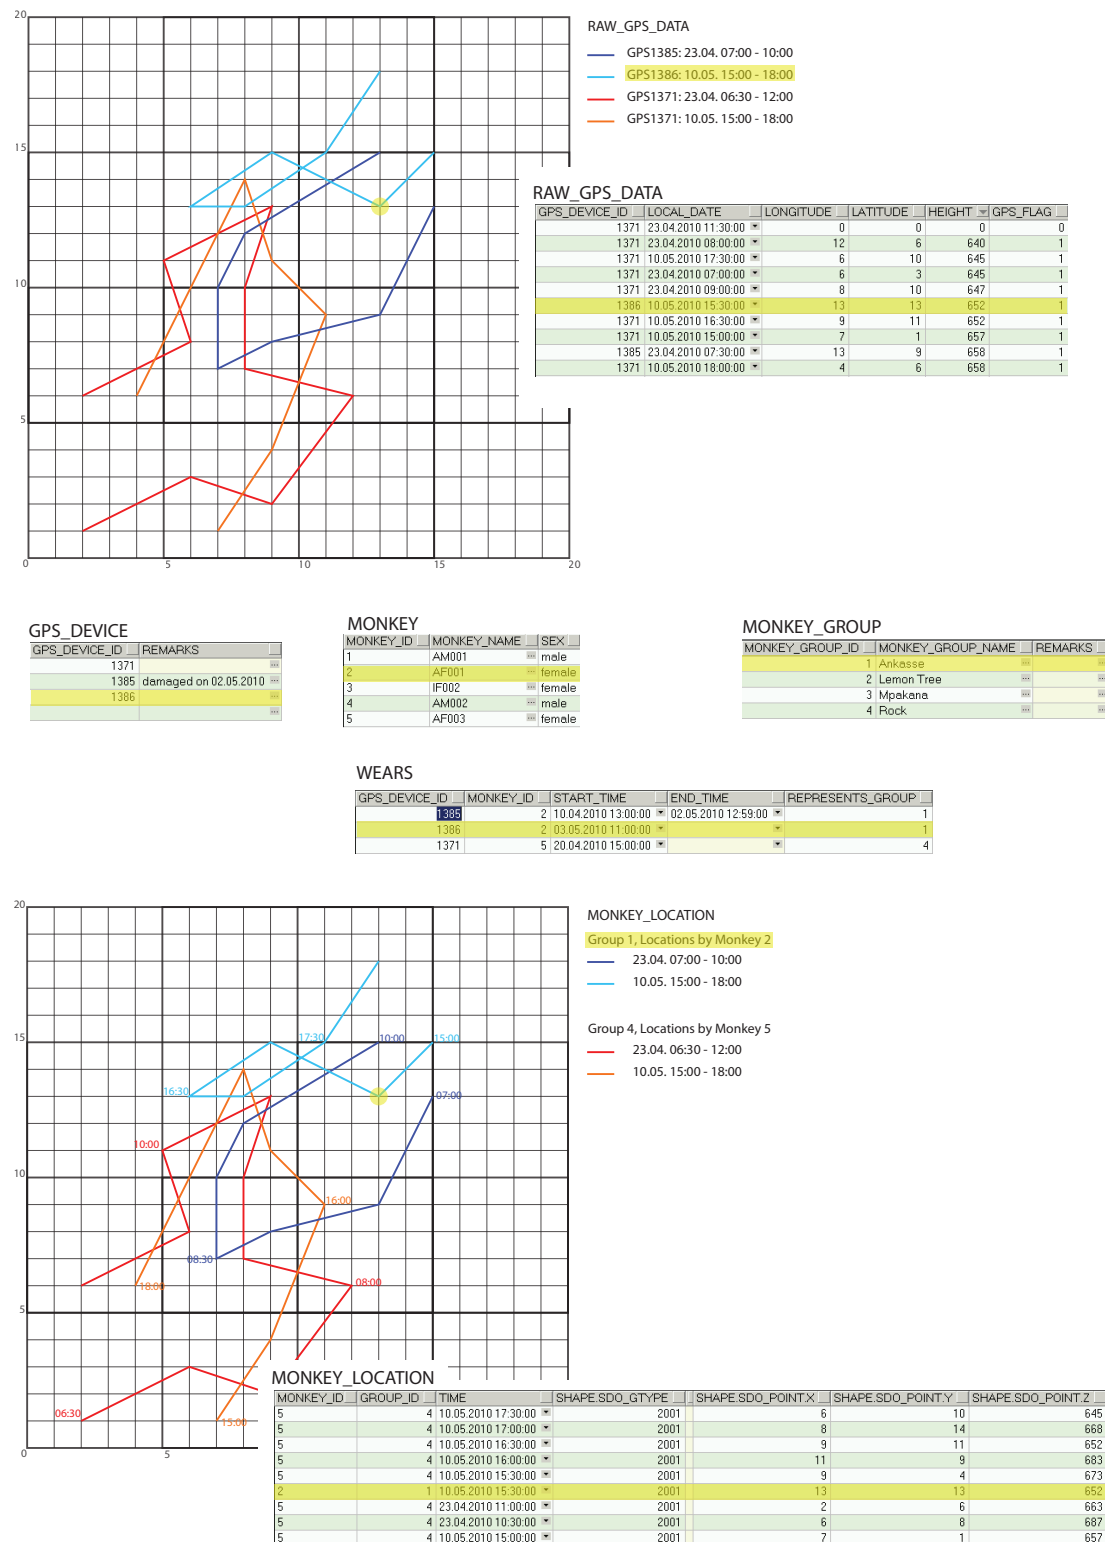 20
15
10
5
0
5
10
15
20
RAW_GPS_DATA
GPS1385: 23.04. 07:00 - 10:00
GPS1386: 10.05. 15:00 - 18:00
GPS1371: 23.04. 06:30 - 12:00
GPS1371: 10.05. 15:00 - 18:00
RAW_GPS_DATA
GPS_DEVICE_ID LOCAL_DATE LONGITUDE LATITUDE HEIGHT GPS_FLAG
1371 23.04.2010 11:30:00 0 0 0 0
1371 23.04.2010 08:00:00 12 6 640 1
1371 10.05.2010 17:30:00 6 10 645 1
1371 23.04.2010 07:00:00 6 3 645 1
1371 23.04.2010 09:00:00 8 10 647 1
1386 10.05.2010 15:30:00 13 13 652 1
1371 10.05.2010 16:30:00 9 11 652 1
1371 10.05.2010 15:00:00 7 1 657 1
1385 23.04.2010 07:30:00 13 9 658 1
1371 10.05.2010 18:00:00 4 6 658 1
GPS_DEVICE
GPS_DEVICE_ID REMARKS
1371
1385 damaged on 02.05.2010
1386
MONKEY
MONKEY_ID MONKEY_NAME SEX
1 AM001 male
2 AF001 female
3 IF002 female
4 AM002 male
5 AF003 female
MONKEY_GROUP
MONKEY_GROUP_ID MONKEY_GROUP_NAME REMARKS
1 Ankasse
2 Lemon Tree
3 Mpakana
4 Rock
WEARS
GPS_DEVICE_ID MONKEY_ID START_TIME END_TIME REPRESENTS_GROUP
1385 2 10.04.2010 13:00:00 02.05.2010 12:59:00 1
1386 2 03.05.2010 11:00:00 1
1371 5 20.04.2010 15:00:00 4
20
15
10
5
0
5
17:30
10:00
15:00
16:30
07:00
10:00
16:00
08:30
18:00
08:00
06:30
15:00
MONKEY_LOCATION
Group 1, Locations by Monkey 2
23.04. 07:00 - 10:00
10.05. 15:00 - 18:00
Group 4, Locations by Monkey 5
23.04. 06:30 - 12:00
10.05. 15:00 - 18:00
MONKEY_LOCATION
MONKEY_ID GROUP_ID TIME SHAPE.SDO_GTYPE SHAPE.SDO_POINT.X SHAPE.SDO_POINT.Y SHAPE.SDO_POINT.Z
5 4 10.05.2010 17:30:00 2001 6 10 645
5 4 10.05.2010 17:00:00 2001 8 14 668
5 4 10.05.2010 16:30:00 2001 9 11 652
5 4 10.05.2010 16:00:00 2001 11 9 683
5 4 10.05.2010 15:30:00 2001 9 4 673
2 1 10.05.2010 15:30:00 2001 13 13 652
5 4 23.04.2010 11:00:00 2001 2 6 663
5 4 23.04.2010 10:30:00 2001 6 8 687
5 4 10.05.2010 15:00:00 2001 7 1 657